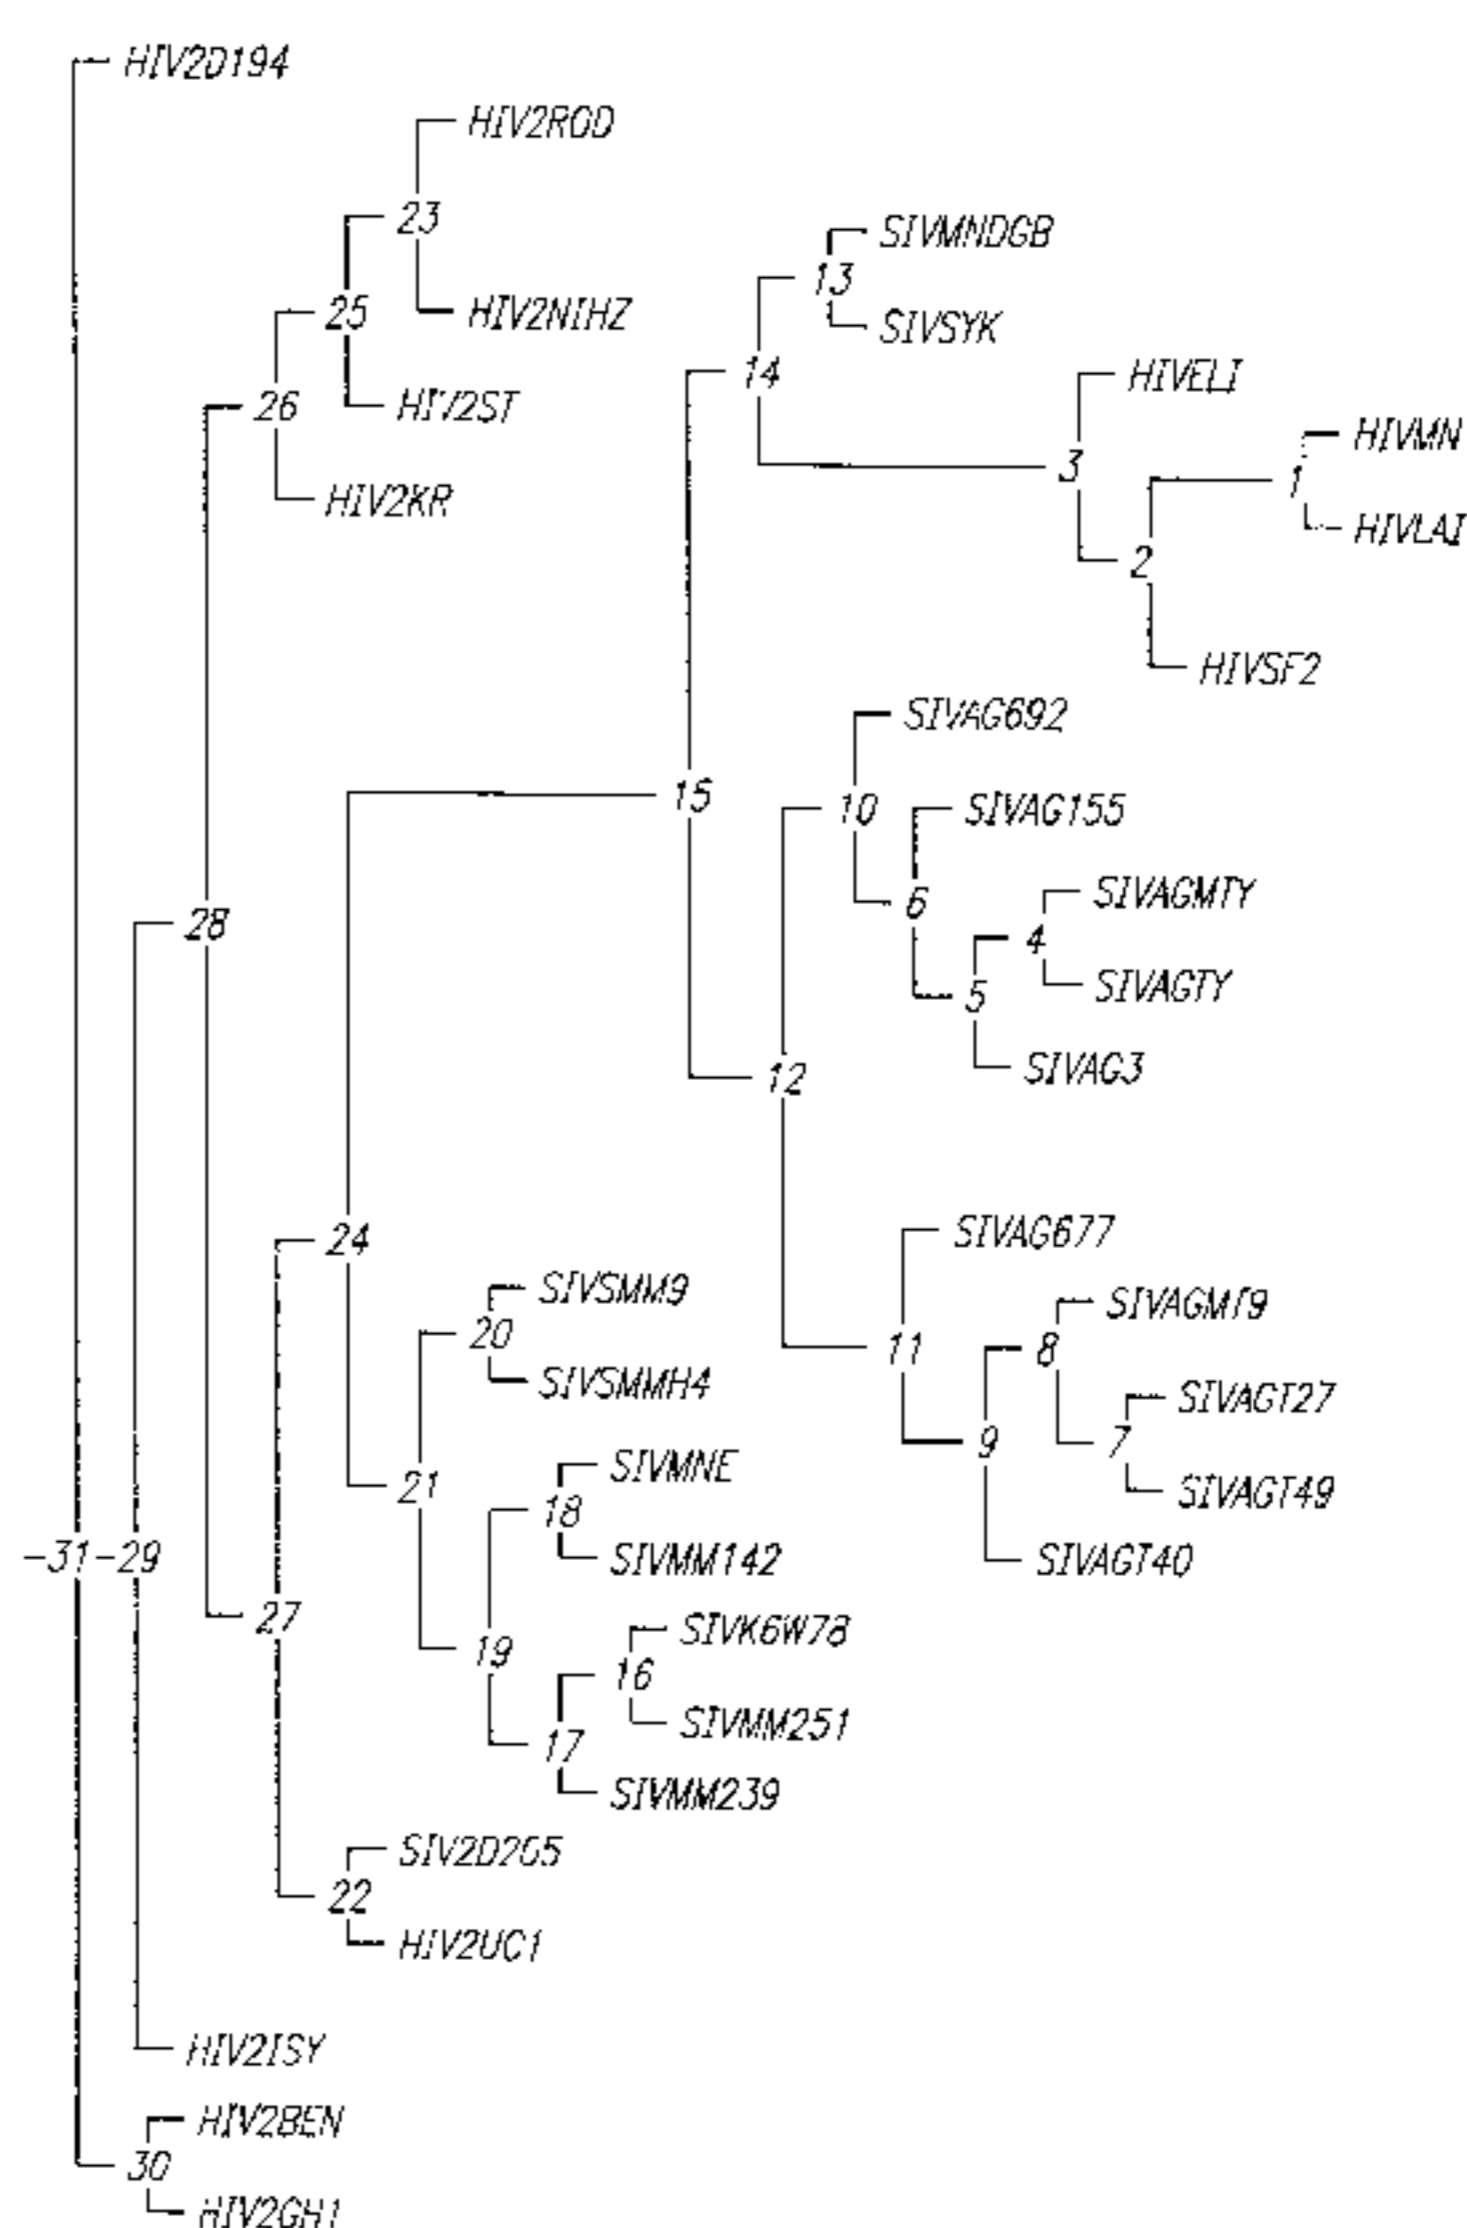 HIV2D194
HIV2ROD
23
SIVMNDGB
13
25
HIV2NIHZ
SIVSYK
14
HIVELI
26
HIV2ST
HIVMN
3
1
HIV2KR
HIVLAI
2
HIVSF2
SIVAG692
15
10
SIVAG155
SIVAGMTY
6
28
4
SIVAGTY
5
SIVAG3
12
SIVAG677
24
SIVSMM9
SIVAGMT9
20
11
8
SIVSMMH4
SIVAGT27
9
7
SIVMNE
21
SIVAGT49
18
-31-29
SIVMM142
SIVAGT40
27
SIVK6W78
19
16
SIVMM251
17
SIVMM239
SIV2D205
22
HIV2UC1
HIV2ISY
HIV2BEN
30
HIV2GH1